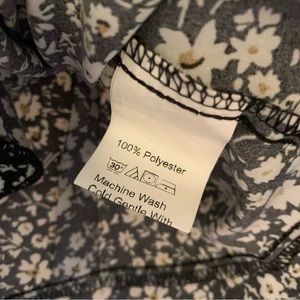 100% Polyester
30°
Machine Wash
Cold Gentle With